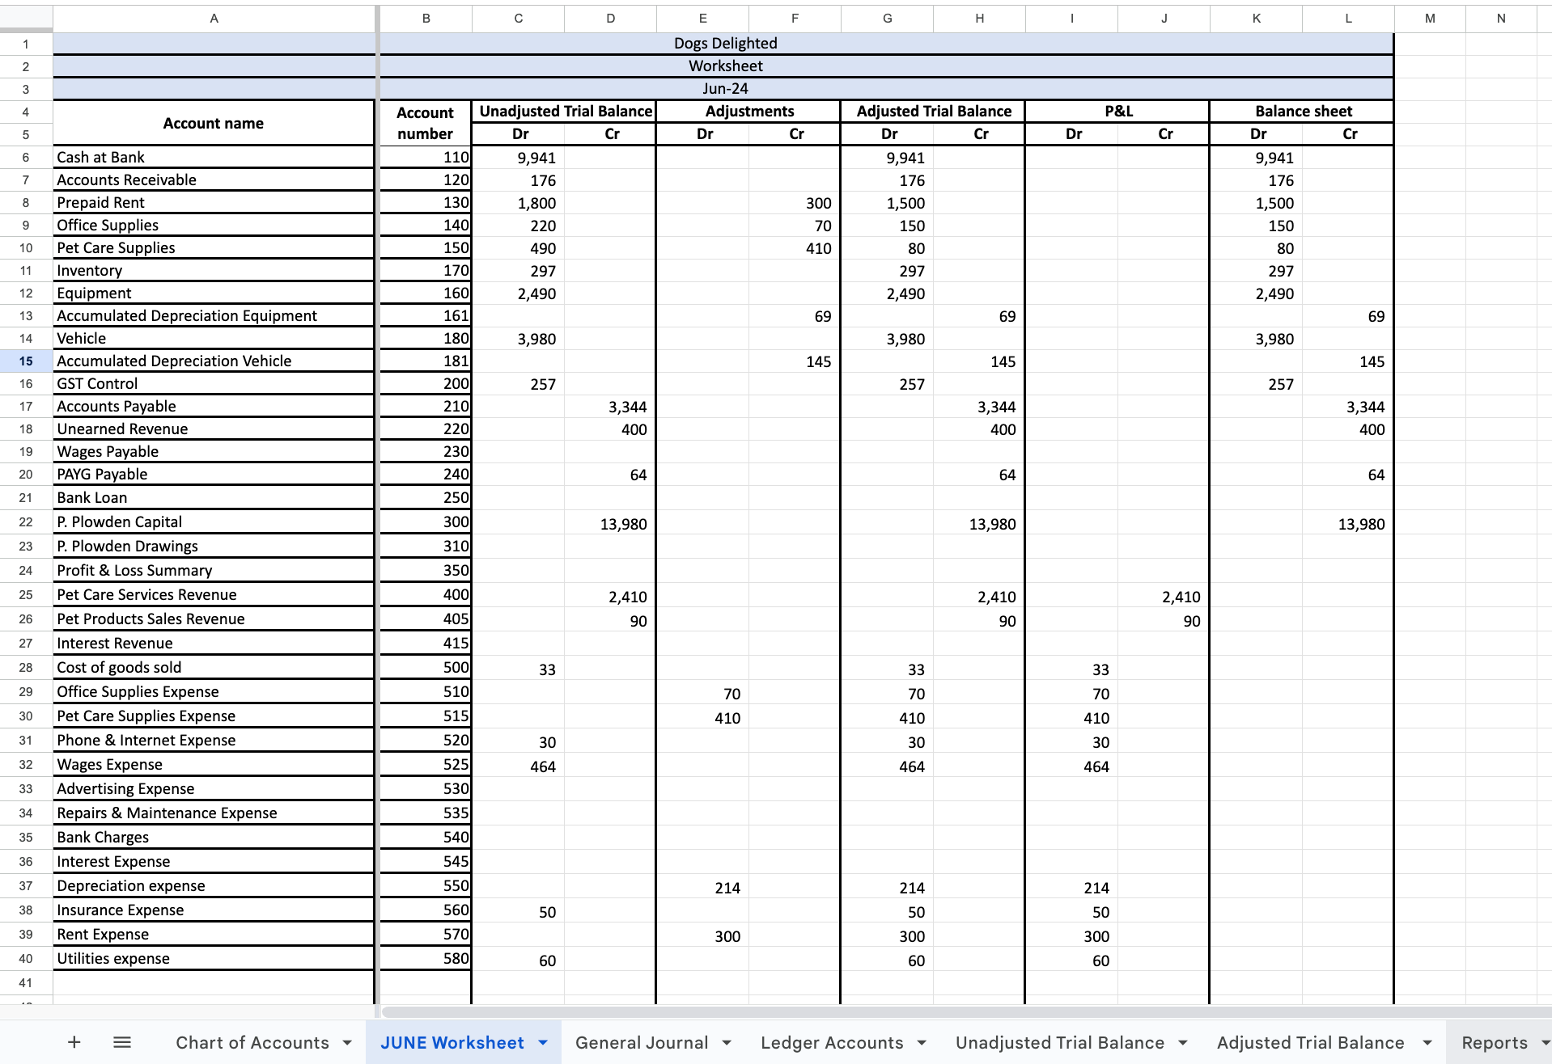 A B C D E F G H I J K L M N
1 Dogs Delighted
2 Worksheet
3 Jun-24
4 Account name Account Unadjusted Trial Balance Adjustments Adjusted Trial Balance P&L Balance sheet
5 number Dr Cr Dr Cr Dr Cr Dr Cr Dr Cr
6 Cash at Bank 110 9,941 9,941 9,941
7 Accounts Receivable 120 176 176 176
8 Prepaid Rent 130 1,800 300 1,500 1,500
9 Office Supplies 140 220 70 150 150
10 Pet Care Supplies 150 490 410 80 80
11 Inventory 170 297 297 297
12 Equipment 160 2,490 2,490 2,490
13 Accumulated Depreciation Equipment 161 69 69 69
14 Vehicle 180 3,980 3,980 3,980
15 Accumulated Depreciation Vehicle 181 145 145 145
16 GST Control 200 257 257 257
17 Accounts Payable 210 3,344 3,344 3,344
18 Unearned Revenue 220 400 400 400
19 Wages Payable 230
20 PAYG Payable 240 64 64 64
21 Bank Loan 250
22 P. Plowden Capital 300 13,980 13,980 13,980
23 P. Plowden Drawings 310
24 Profit & Loss Summary 350
25 Pet Care Services Revenue 400 2,410 2,410 2,410
26 Pet Products Sales Revenue 405 90 90 90
27 Interest Revenue 415
28 Cost of goods sold 500 33 33 33
29 Office Supplies Expense 510 70 70 70
30 Pet Care Supplies Expense 515 410 410 410
31 Phone & Internet Expense 520 30 30 30
32 Wages Expense 525 464 464 464
33 Advertising Expense 530
34 Repairs & Maintenance Expense 535
35 Bank Charges 540
36 Interest Expense 545
37 Depreciation expense 550 214 214 214
38 Insurance Expense 560 50 50 50
39 Rent Expense 570 300 300 300
40 Utilities expense 580 60 60 60
41
Chart of Accounts JUNE Worksheet General Journal Ledger Accounts Unadjusted Trial Balance Adjusted Trial Balance Reports